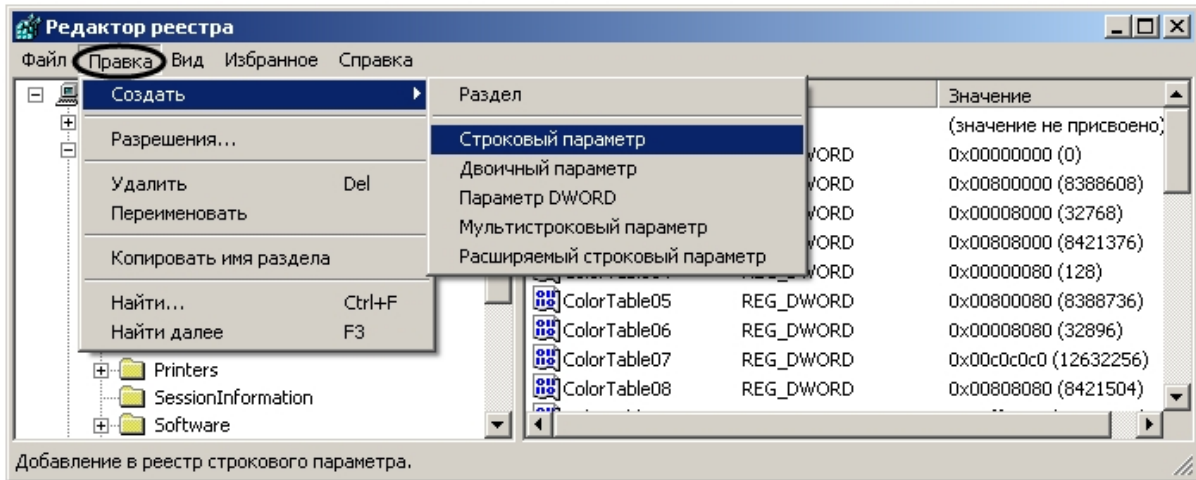 Редактор реестра
Файл Правка Вид Избранное Справка
Создать
Разрешения...
Удалить Del
Переименовать
Копировать имя раздела
Найти... Ctrl+F
Найти далее F3
Раздел
Строковый параметр
Двоичный параметр
Параметр DWORD
Мультистроковый параметр
Расширяемый строковый параметр
Значение
(значение не присвоено)
0x00000000 (0)
0x00800000 (8388608)
0x00008000 (32768)
0x00808000 (8421376)
0x00000080 (128)
ColorTable05 REG_DWORD 0x00800080 (8388736)
ColorTable06 REG_DWORD 0x00008080 (32896)
ColorTable07 REG_DWORD 0x00c0c0c0 (12632256)
ColorTable08 REG_DWORD 0x00808080 (8421504)
Printers
SessionInformation
Software
Добавление в реестр строкового параметра.